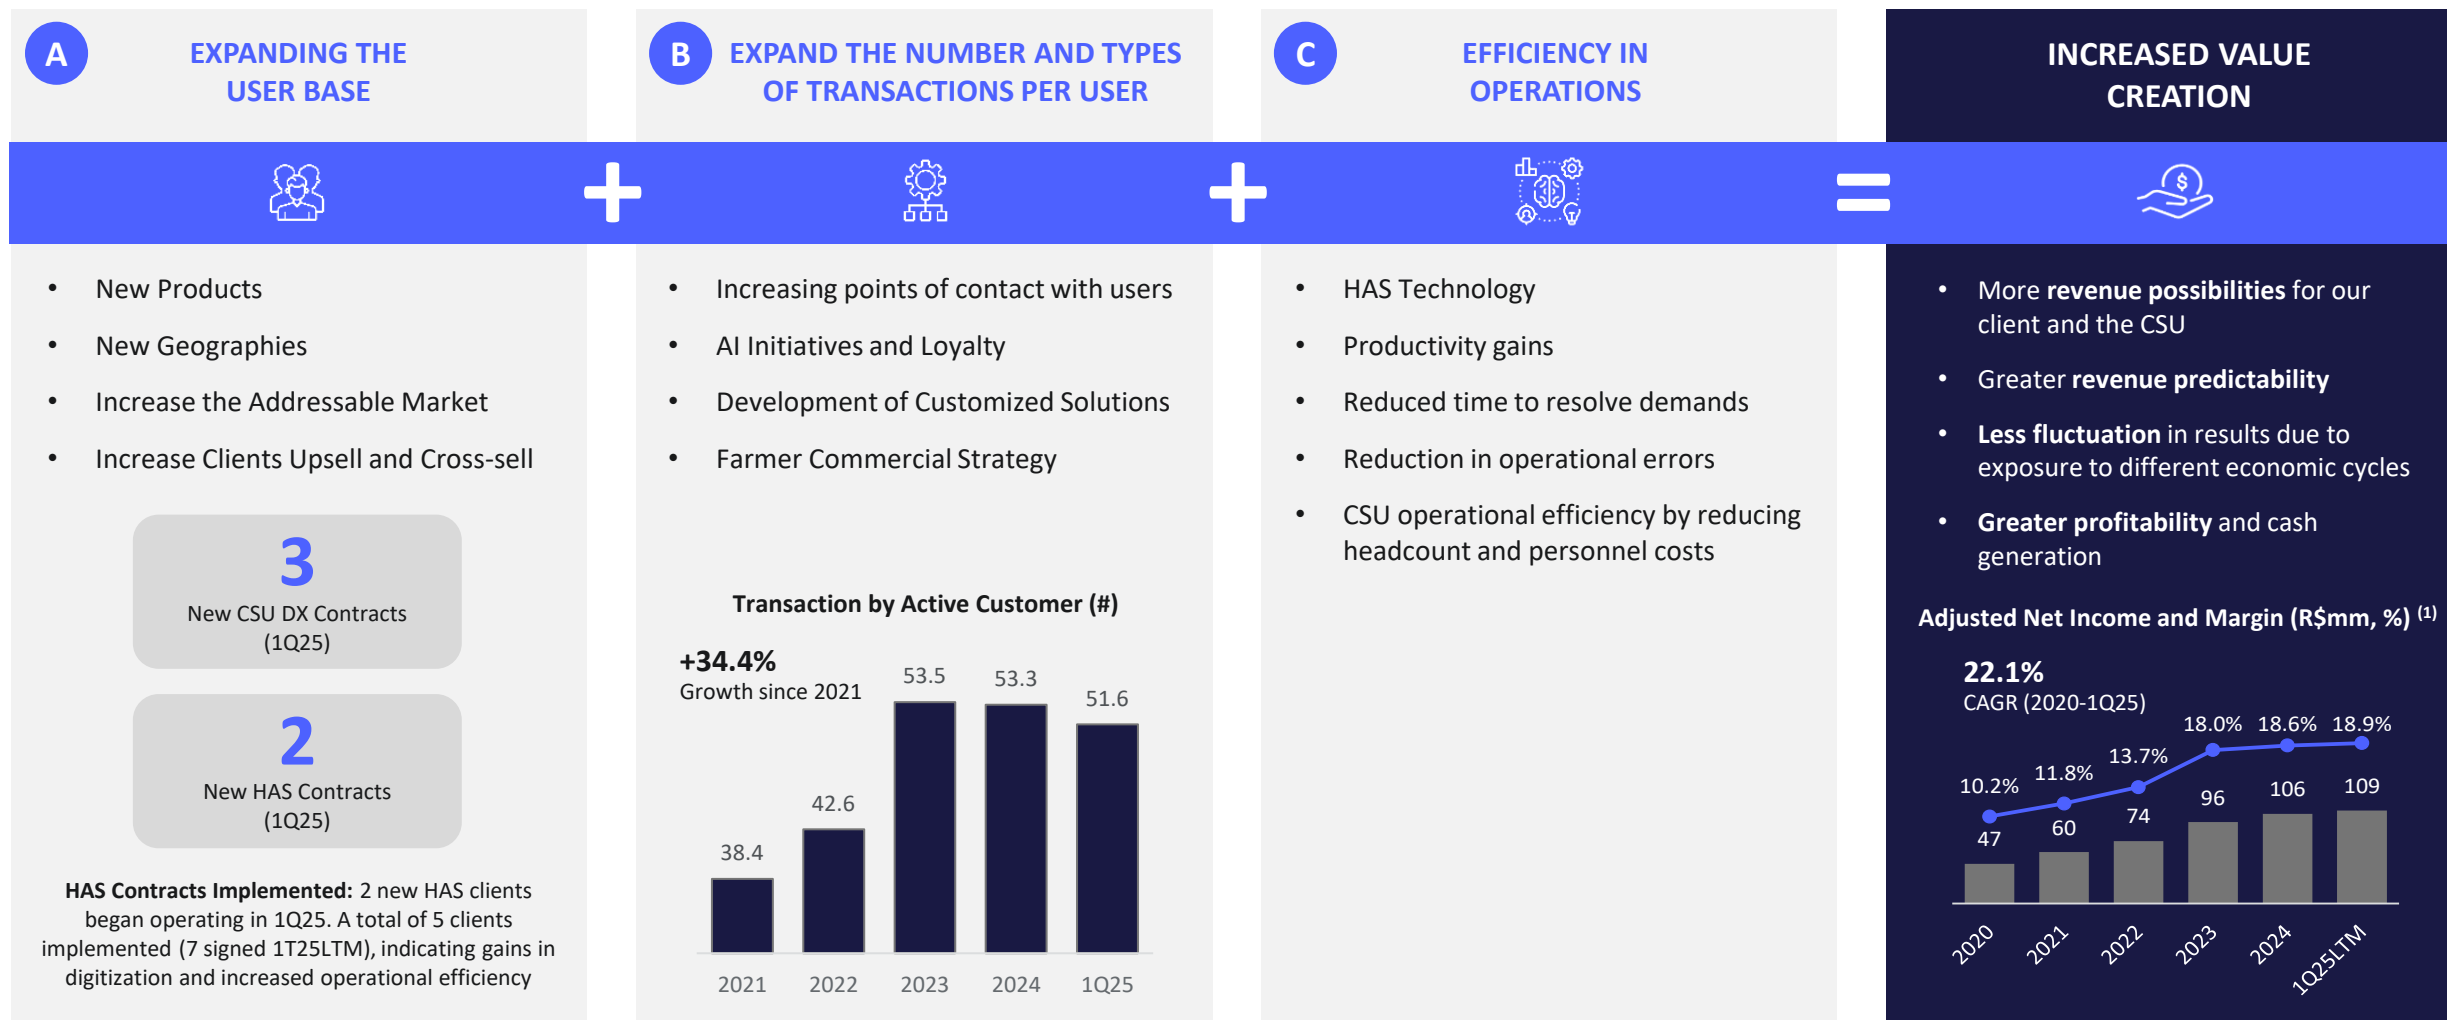 A
EXPANDING THE
USER BASE
• New Products
• New Geographies
• Increase the Addressable Market
• Increase Clients Upsell and Cross-sell
3
New CSU DX Contracts
(1Q25)
2
New HAS Contracts
(1Q25)
HAS Contracts Implemented: 2 new HAS clients
began operating in 1Q25. A total of 5 clients
implemented (7 signed 1T25LTM), indicating gains in
digitization and increased operational efficiency
+
B
EXPAND THE NUMBER AND TYPES
OF TRANSACTIONS PER USER
• Increasing points of contact with users
• AI Initiatives and Loyalty
• Development of Customized Solutions
• Farmer Commercial Strategy
Transaction by Active Customer (#)
+34.4%
Growth since 2021
38.4
42.6
53.5
53.3
51.6
2021
2022
2023
2024
1Q25
+
C
EFFICIENCY IN
OPERATIONS
• HAS Technology
• Productivity gains
• Reduced time to resolve demands
• Reduction in operational errors
• CSU operational efficiency by reducing
headcount and personnel costs
=
INCREASED VALUE
CREATION
$
• More revenue possibilities for our
client and the CSU
• Greater revenue predictability
• Less fluctuation in results due to
exposure to different economic cycles
• Greater profitability and cash
generation
Adjusted Net Income and Margin (R$mm, %) (1)
22.1%
CAGR (2020-1Q25)
10.2%
11.8%
13.7%
18.0%
18.6%
18.9%
47
60
74
96
106
109
2020
2021
2022
2023
2024
1Q25LTM